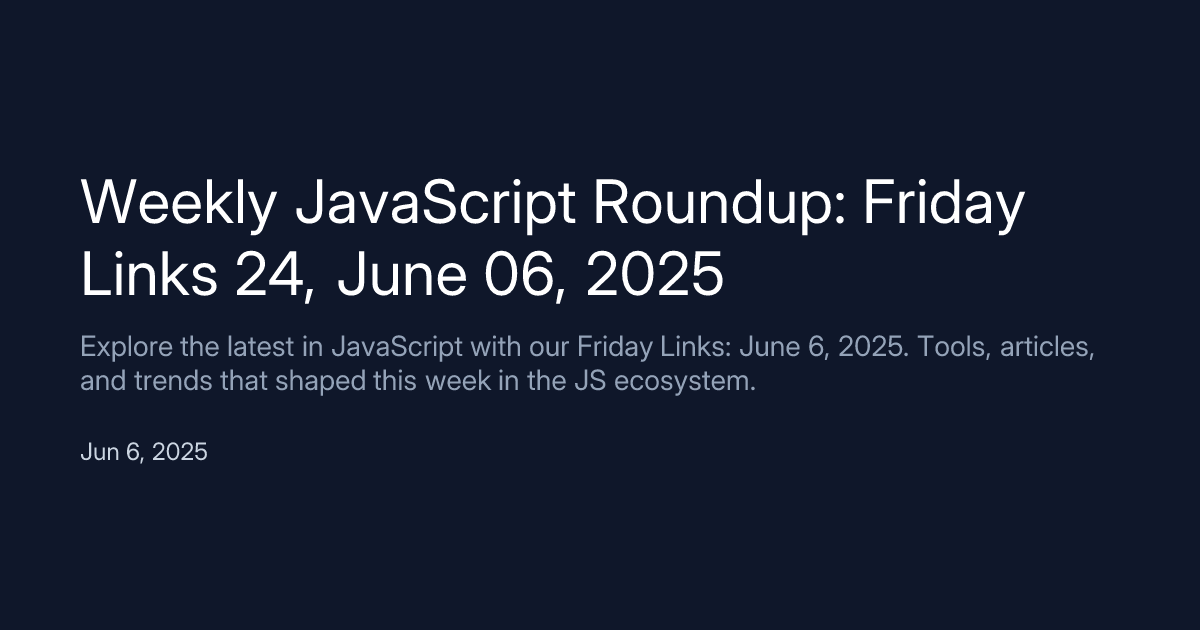 Weekly JavaScript Roundup: Friday
Links 24, June 06, 2025
Explore the latest in JavaScript with our Friday Links: June 6, 2025. Tools, articles,
and trends that shaped this week in the JS ecosystem.
Jun 6, 2025